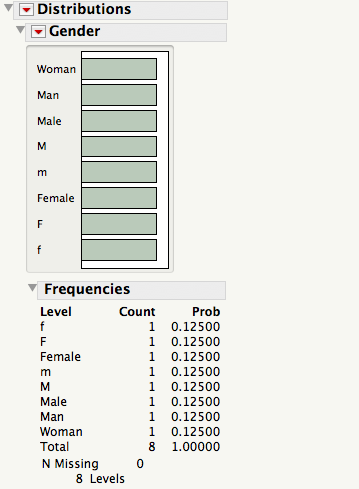 Distributions
Gender
Woman
Man
Male
M
m
Female
F
f
Frequencies
Level Count Prob
f 1 0.12500
F 1 0.12500
Female 1 0.12500
m 1 0.12500
M 1 0.12500
Male 1 0.12500
Man 1 0.12500
Woman 1 0.12500
Total 8 1.00000
N Missing 0
8 Levels